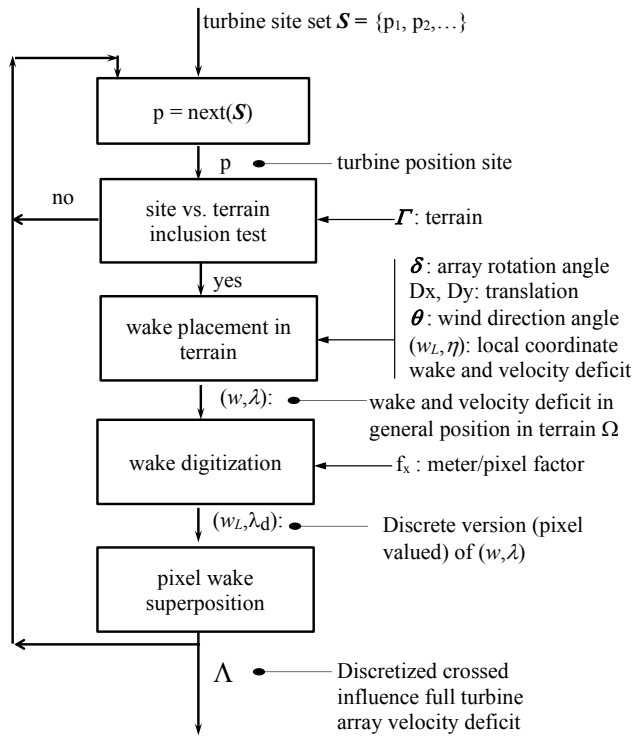 turbine site set S = {p₁, p₂,…}
p = next(S)
p
turbine position site
no
site vs. terrain
inclusion test
Γ: terrain
yes
δ : array rotation angle
Dx, Dy: translation
θ : wind direction angle
(w_L, η): local coordinate
wake and velocity deficit
wake placement in
terrain
(w,λ):
wake and velocity deficit in
general position in terrain Ω
wake digitization
fₓ : meter/pixel factor
(w_L,λ_d):
Discrete version (pixel
valued) of (w,λ)
pixel wake
superposition
Λ
Discretized crossed
influence full turbine
array velocity deficit